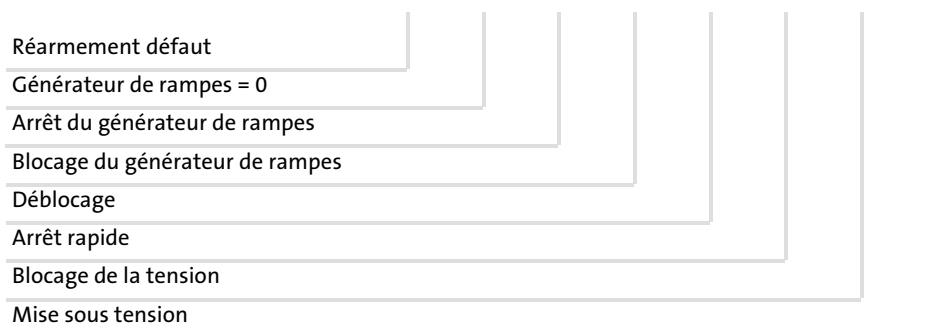 Réarmement défaut
Générateur de rampes = 0
Arrêt du générateur de rampes
Blocage du générateur de rampes
Déblocage
Arrêt rapide
Blocage de la tension
Mise sous tension